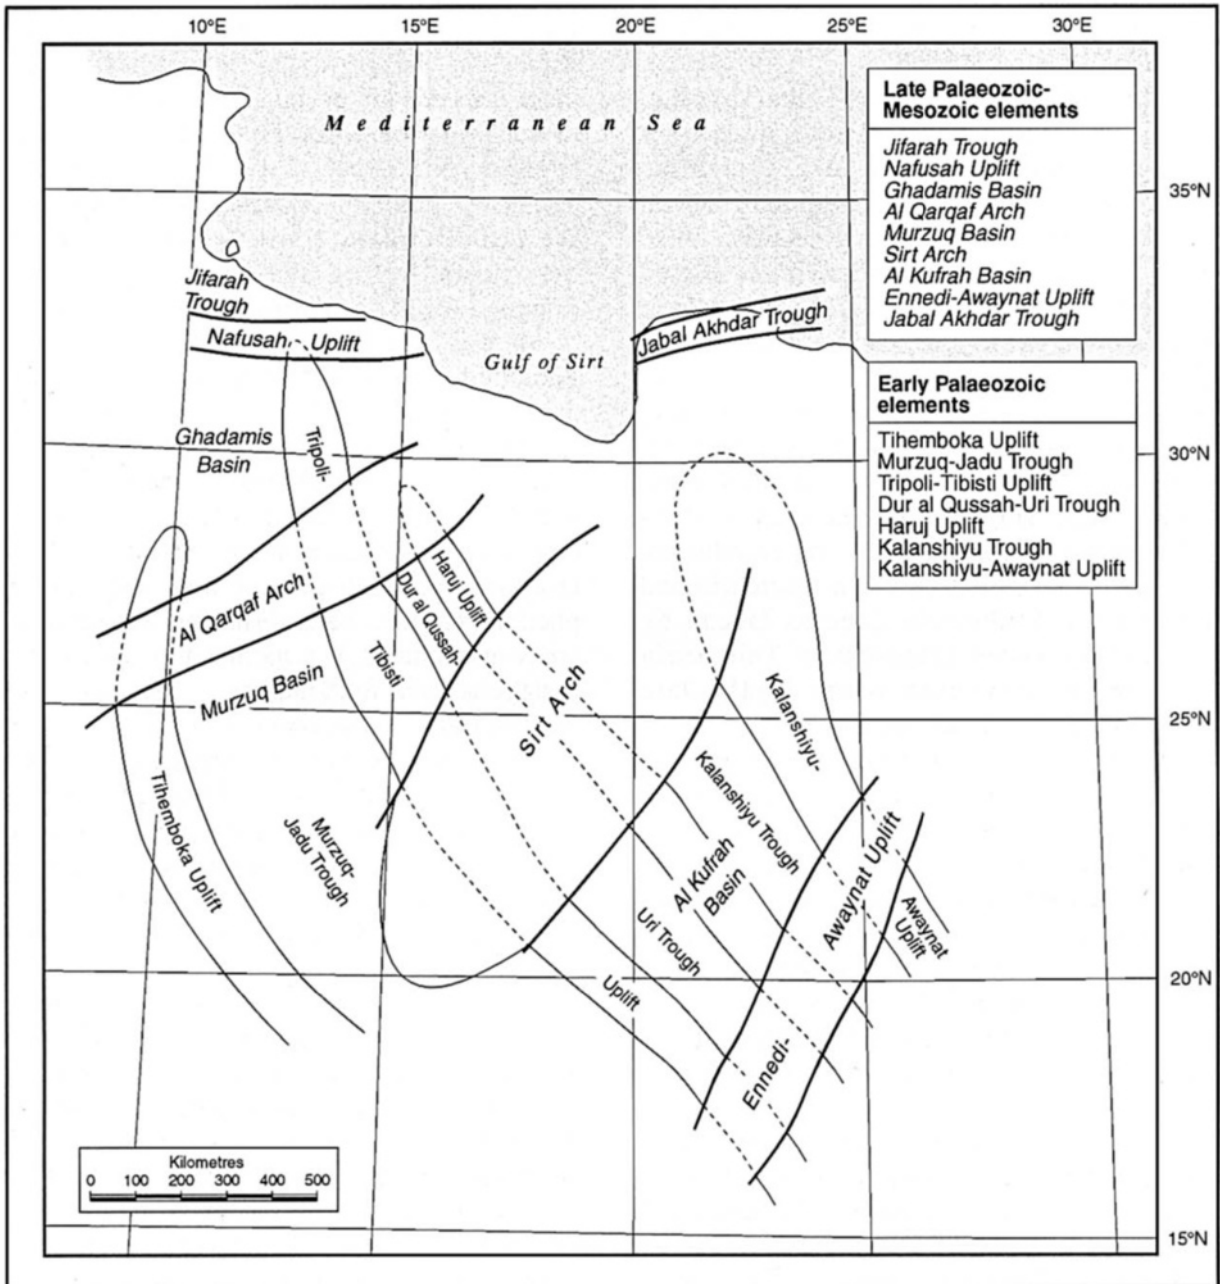 10°E 15°E 20°E 25°E 30°E
Mediterranean Sea
Late Palaeozoic-
Mesozoic elements
Jifarah Trough
Nafusah Uplift
Ghadamis Basin
Al Qarqaf Arch
Murzuq Basin
Sirt Arch
Al Kufrah Basin
Ennedi-Awaynat Uplift
Jabal Akhdar Trough
35°N
Jifarah
Trough
Nafusah Uplift
Gulf of Sirt
Jabal Akhdar Trough
Early Palaeozoic
elements
Tihemboka Uplift
Murzuq-Jadu Trough
Tripoli-Tibisti Uplift
Dur al Qussah-Uri Trough
Haruj Uplift
Kalanshiyu Trough
Kalanshiyu-Awaynat Uplift
Ghadamis
Basin
Tripoli-
30°N
Al Qarqaf Arch
Haruj Uplift
Dur al Qussah-
Tibisti
Murzuq Basin
Sirt Arch
Kalanshiyu-
25°N
Tihemboka Uplift
Murzuq-
Jadu Trough
Kalanshiyu Trough
Al Kufrah
Basin
Awaynat Uplift
Awaynat
Uplift
Uri Trough
Uplift
20°N
Ennedi-
Kilometres
0 100 200 300 400 500
15°N